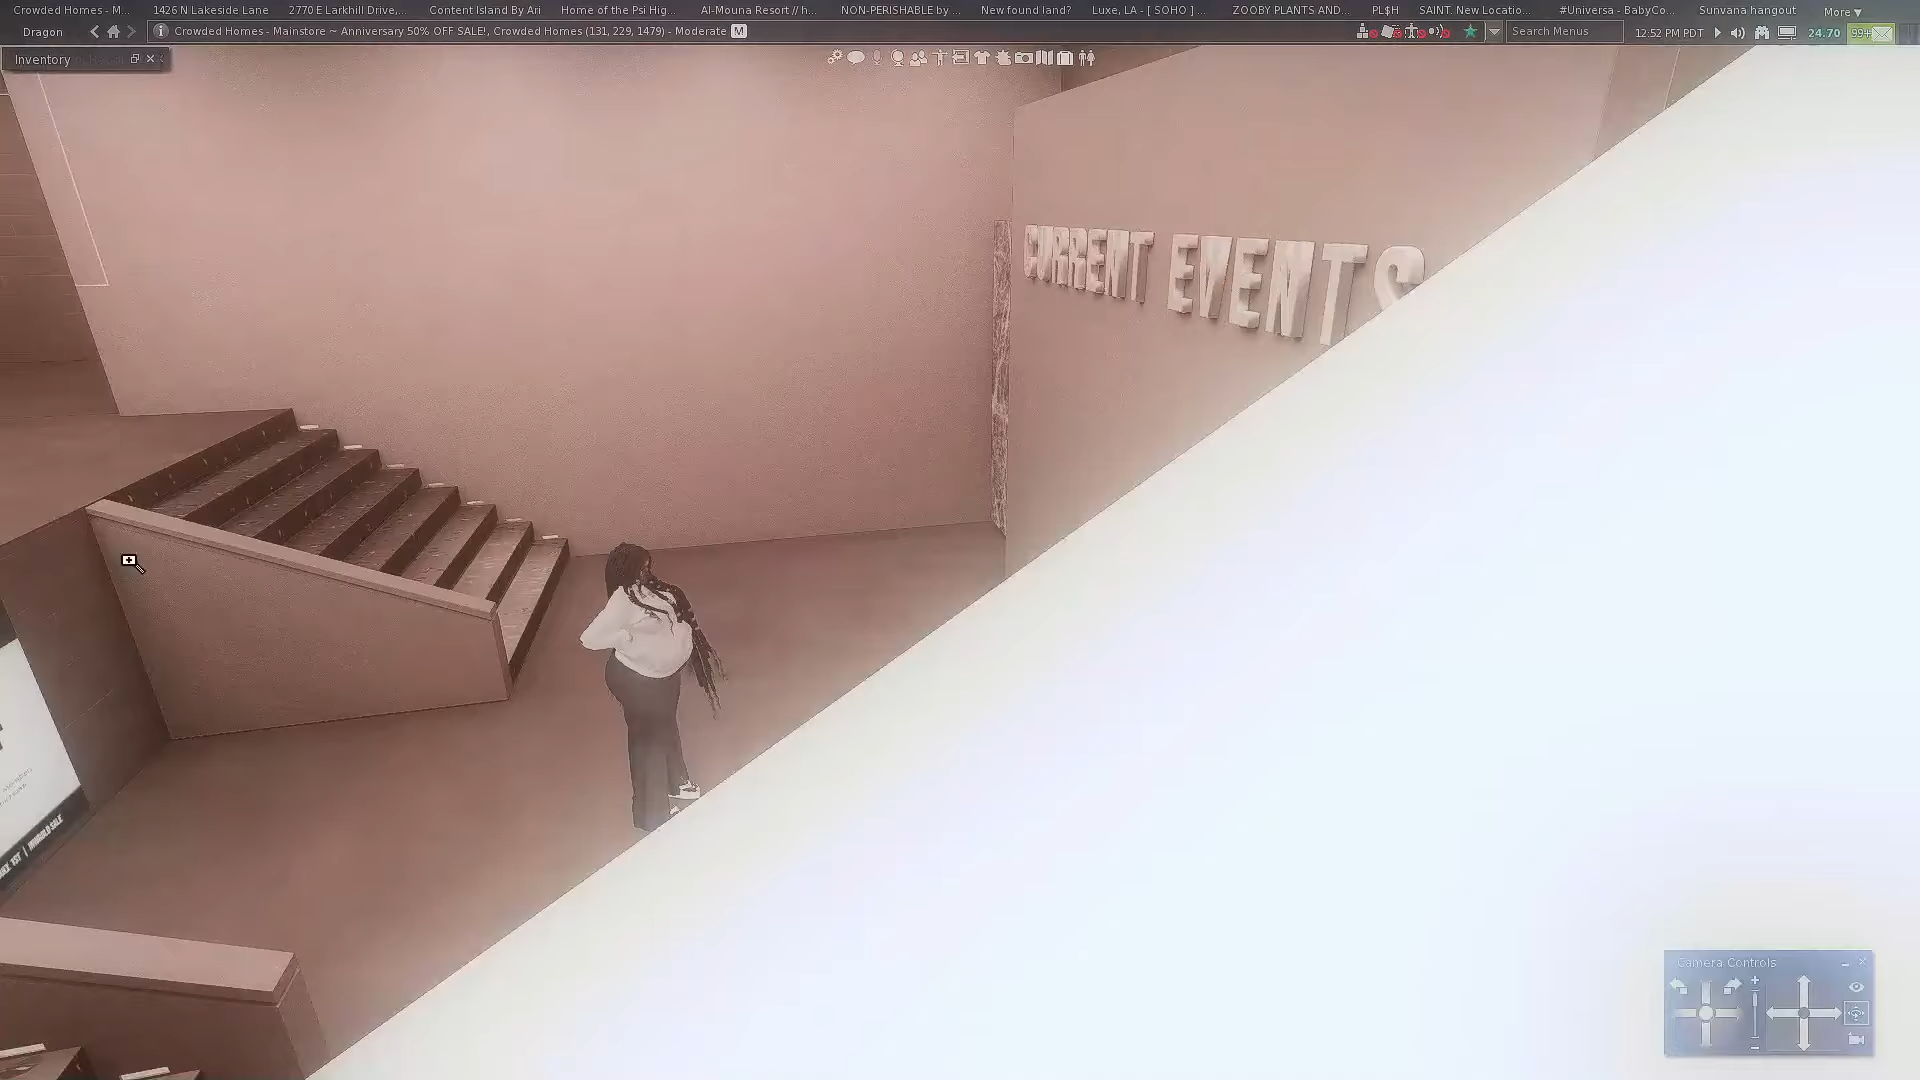 Crowded Homes - M...
1426 N Lakeside Lane
2770 E Larkhill Drive,...
Content Island By Ari
Home of the Psi Hig...
Al-Mouna Resort // h...
NON-PERISHABLE by ...
New found land?
Luxe, LA - [ SOHO ] ...
ZOOBY PLANTS AND...
PL$H
SAINT. New Locatio...
#Universa - BabyCo...
Sunvana hangout
More ▼
Dragon
Crowded Homes - Mainstore ~ Anniversary 50% OFF SALE!, Crowded Homes (131, 229, 1479) - Moderate M
Search Menus
12:52 PM PDT
24.70
99+
Inventory
CURRENT EVENTS
Camera Controls